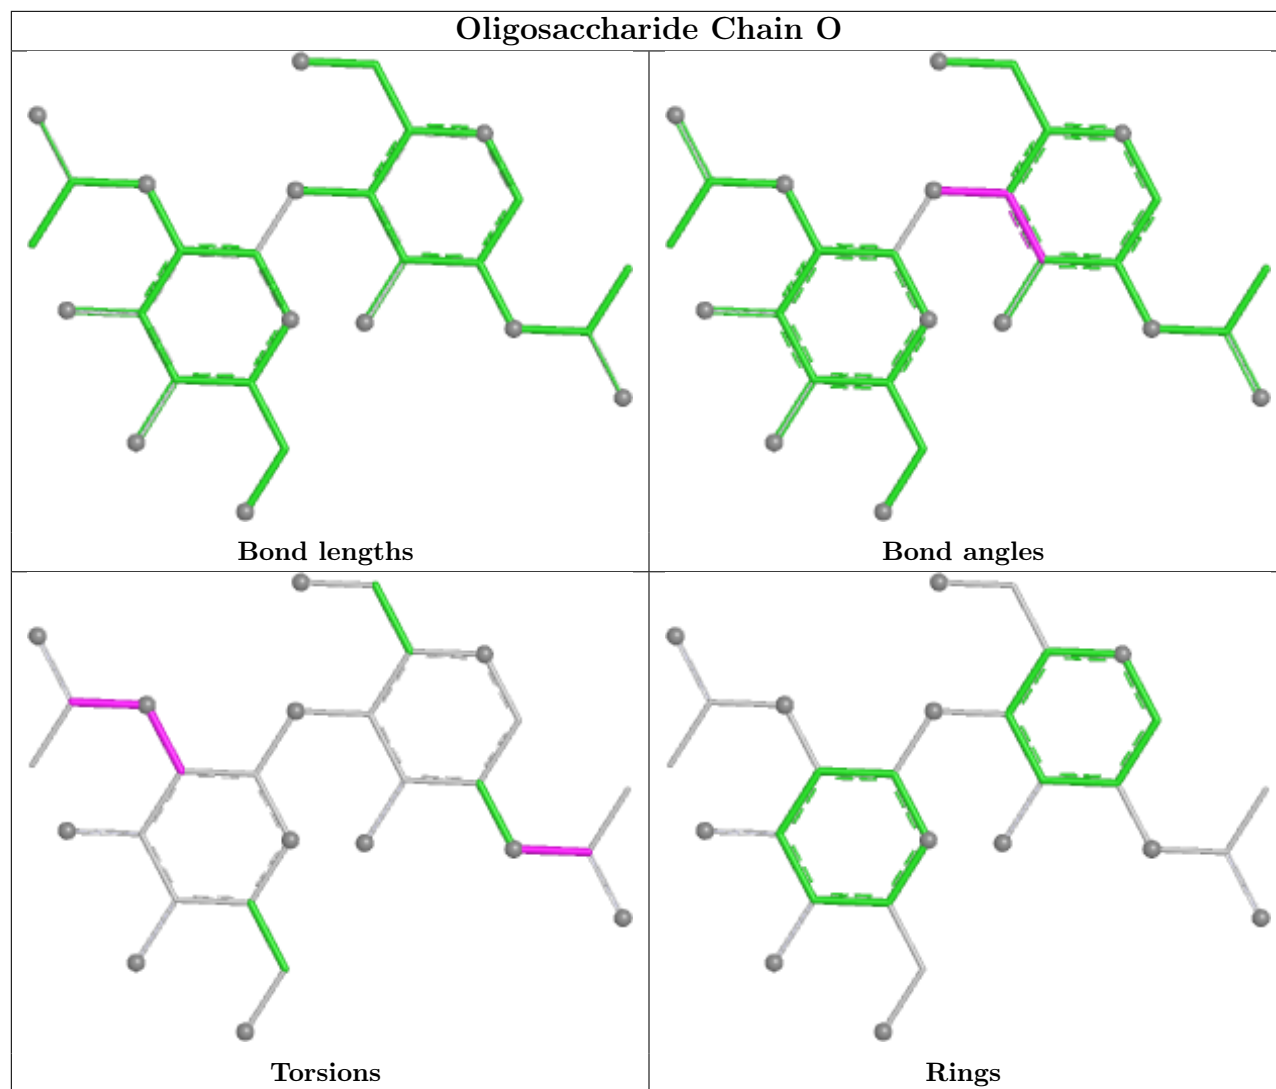 Oligosaccharide Chain O
Bond lengths
Bond angles
Torsions
Rings